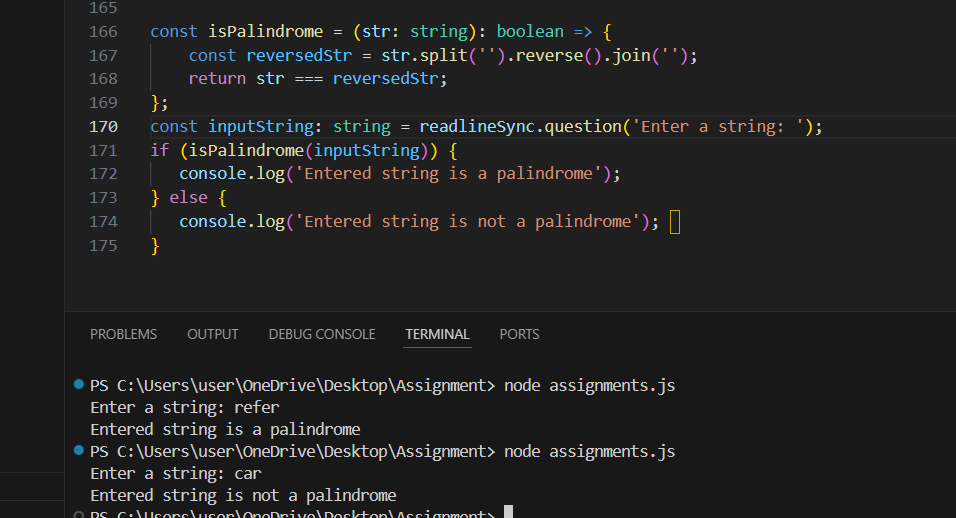 165
166 const isPalindrome = (str: string): boolean => {
167 const reversedStr = str.split('').reverse().join('');
168 return str === reversedStr;
169 };
170 const inputString: string = readlineSync.question('Enter a string: ');
171 if (isPalindrome(inputString)) {
172 console.log('Entered string is a palindrome');
173 } else {
174 console.log('Entered string is not a palindrome');
175 }
PROBLEMS OUTPUT DEBUG CONSOLE TERMINAL PORTS
PS C:\Users\user\OneDrive\Desktop\Assignment> node assignments.js
Enter a string: refer
Entered string is a palindrome
PS C:\Users\user\OneDrive\Desktop\Assignment> node assignments.js
Enter a string: car
Entered string is not a palindrome
PS C:\Users\user\OneDrive\Desktop\Assignment>